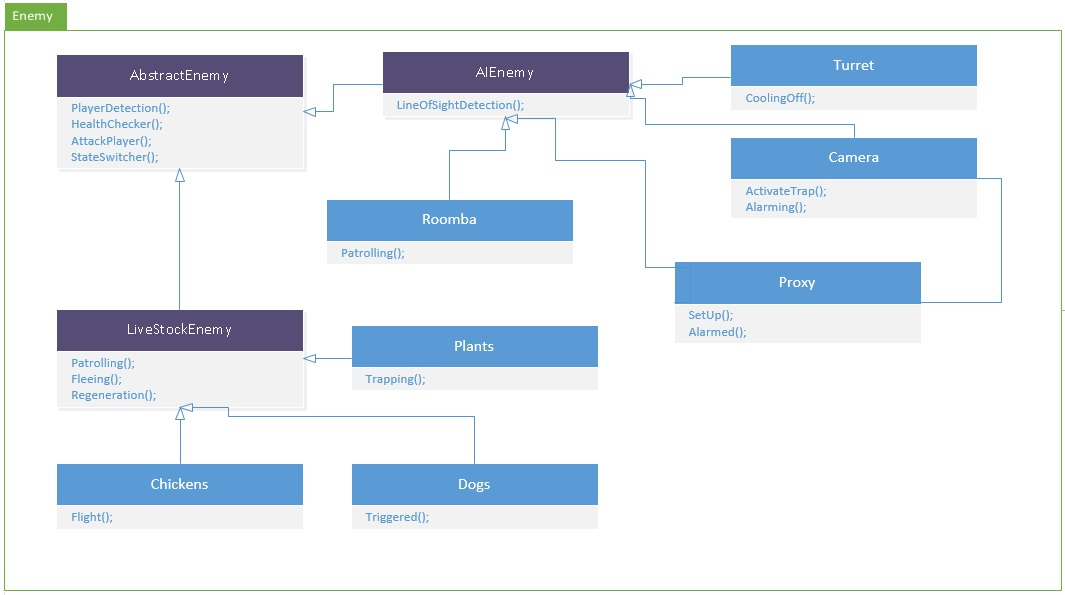 Enemy
AbstractEnemy
PlayerDetection();
HealthChecker();
AttackPlayer();
StateSwitcher();
AIEnemy
LineOfSightDetection();
Turret
CoolingOff();
Camera
ActivateTrap();
Alarming();
Roomba
Patrolling();
Proxy
SetUp();
Alarmed();
LiveStockEnemy
Patrolling();
Fleeing();
Regeneration();
Plants
Trapping();
Chickens
Flight();
Dogs
Triggered();